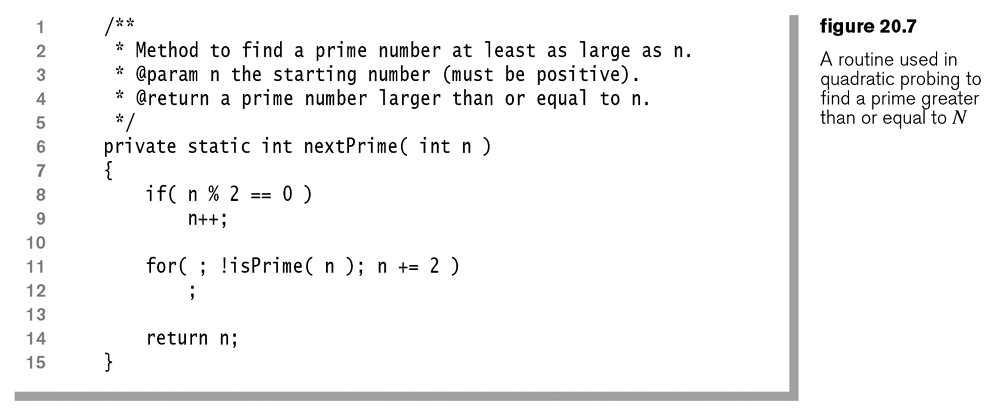 1 /**
2 * Method to find a prime number at least as large as n.
3 * @param n the starting number (must be positive).
4 * @return a prime number larger than or equal to n.
5 */
6 private static int nextPrime( int n )
7 {
8 if( n % 2 == 0 )
9 n++;
10
11 for( ; !isPrime( n ); n += 2 )
12 ;
13
14 return n;
15 }
figure 20.7
A routine used in
quadratic probing to
find a prime greater
than or equal to N